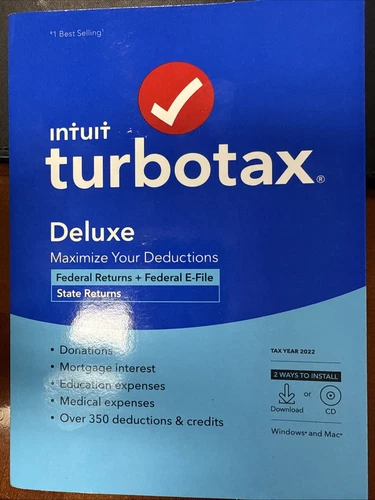 #1 Best Selling¹
intuit
turbotax®
Deluxe
Maximize Your Deductions
Federal Returns + Federal E-File
State Returns
• Donations
• Mortgage interest
• Education expenses
• Medical expenses
• Over 350 deductions & credits
TAX YEAR 2022
2 WAYS TO INSTALL
or
Download
CD
Windows® and Mac®